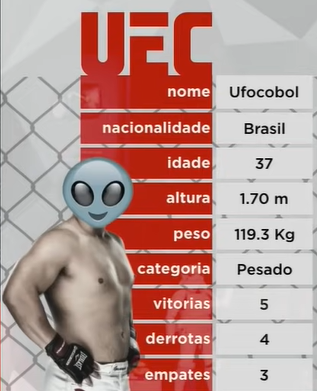 UFC
nome Ufocobol
nacionalidade Brasil
idade 37
altura 1.70 m
peso 119.3 Kg
categoria Pesado
vitorias 5
derrotas 4
empates 3